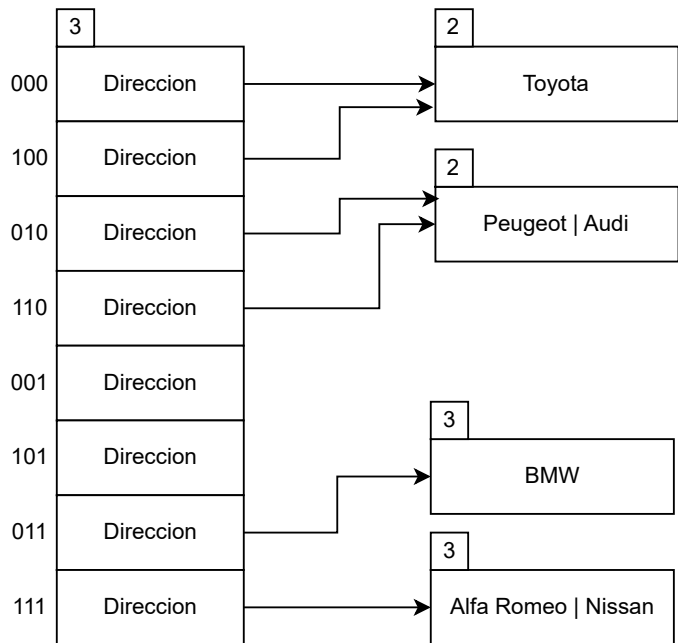 3
2
000 Direccion Toyota
100 Direccion
2
010 Direccion Peugeot | Audi
110 Direccion
001 Direccion
3
101 Direccion BMW
011 Direccion
3
111 Direccion Alfa Romeo | Nissan